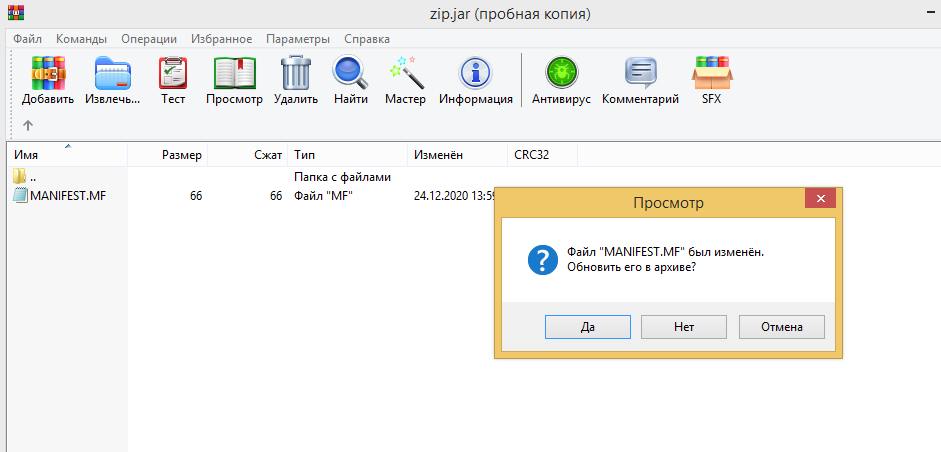 zip.jar (пробная копия)
Файл Команды Операции Избранное Параметры Справка
Добавить Извлечь... Тест Просмотр Удалить Найти Мастер Информация Антивирус Комментарий SFX
Имя Размер Сжат Тип Изменён CRC32
.. Папка с файлами
MANIFEST.MF 66 66 Файл "MF" 24.12.2020 13:59
Просмотр
Файл "MANIFEST.MF" был изменён.
Обновить его в архиве?
Да Нет Отмена